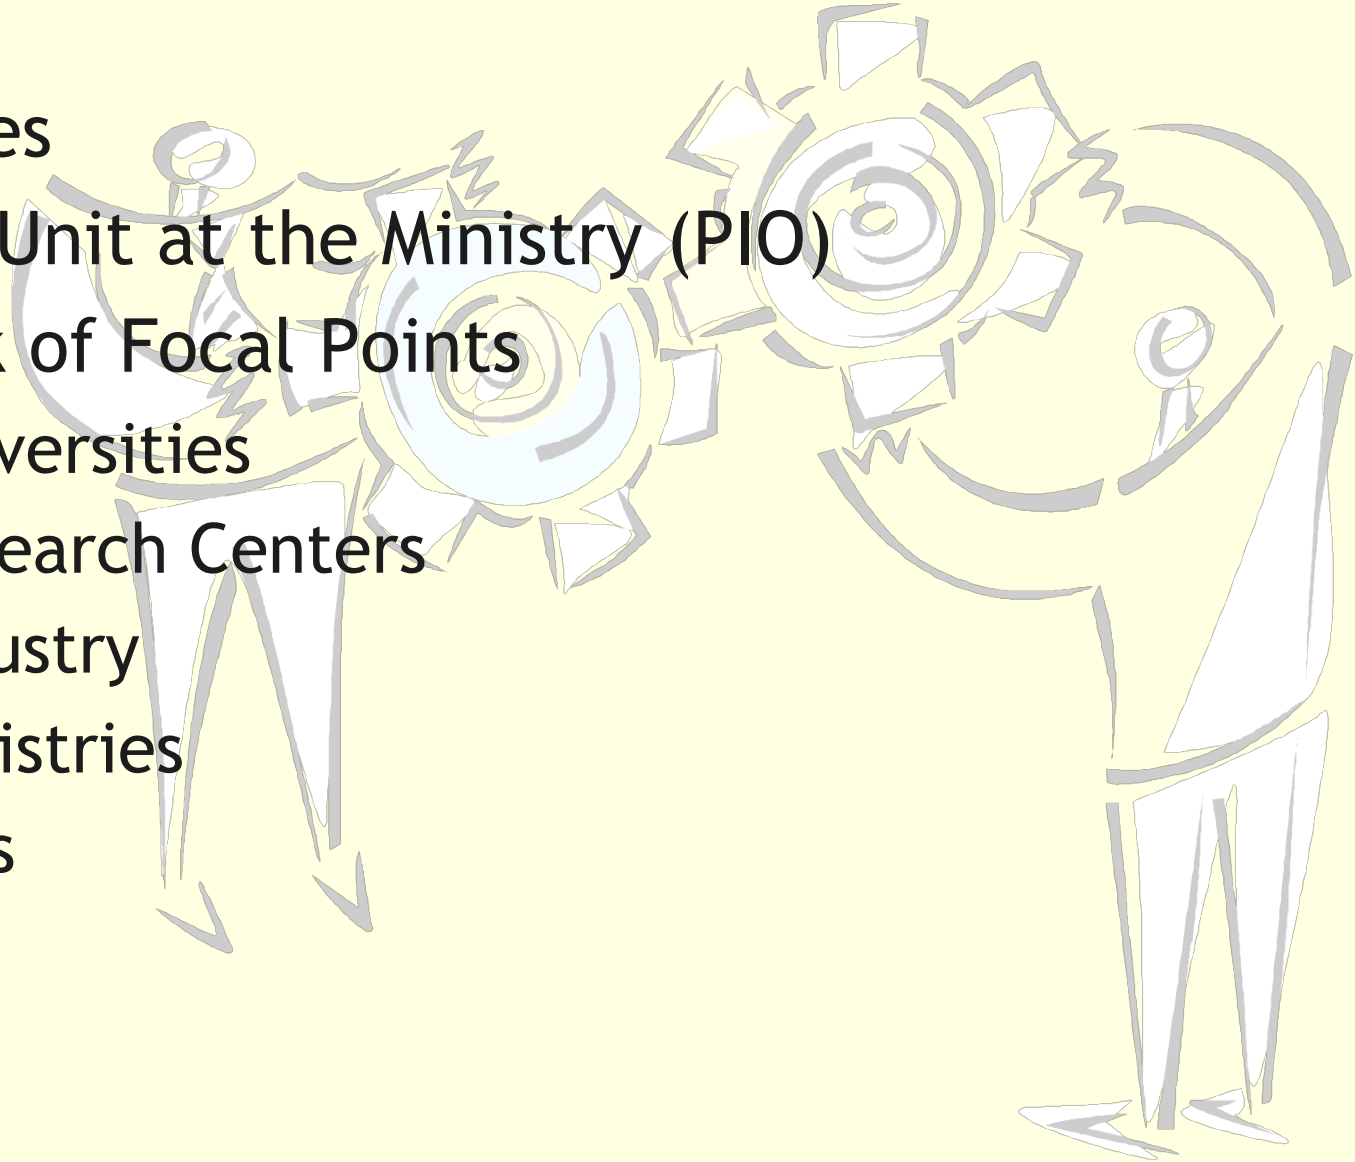 es
Unit at the Ministry (PIO)
k of Focal Points
versities
earch Centers
ustry
istries
s